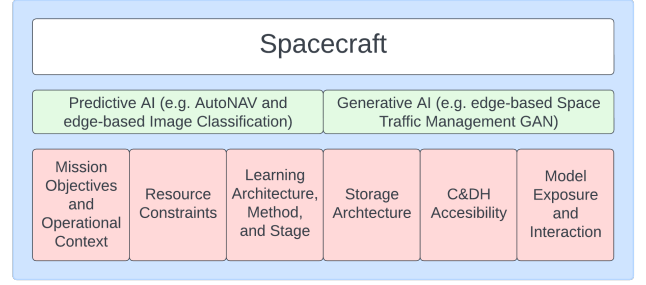 Spacecraft
Predictive AI (e.g. AutoNAV and
edge-based Image Classification)
Generative AI (e.g. edge-based Space
Traffic Management GAN)
Mission
Objectives
and
Operational
Context
Resource
Constraints
Learning
Architecture,
Method,
and Stage
Storage
Archtecture
C&DH
Accesibility
Model
Exposure
and
Interaction